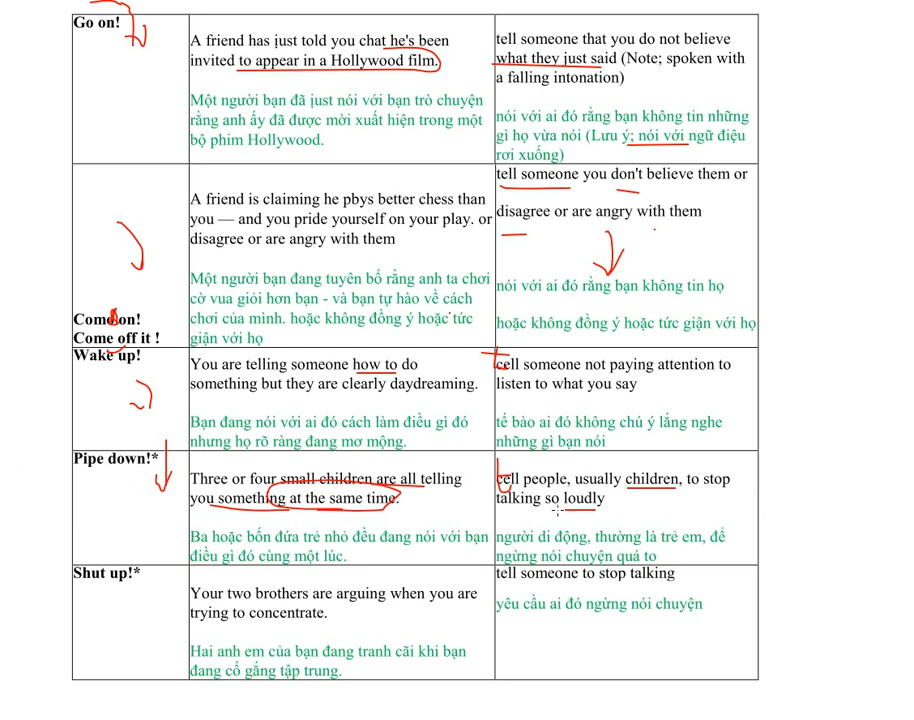 Go on!
A friend has just told you chat he's been
invited to appear in a Hollywood film.
Một người bạn đã just nói với bạn trò chuyện
rằng anh ấy đã được mời xuất hiện trong một
bộ phim Hollywood.
tell someone that you do not believe
what they just said (Note; spoken with
a falling intonation)
nói với ai đó rằng bạn không tin những
gì họ vừa nói (Lưu ý; nói với ngữ điệu
rơi xuống)
Come on!
Come off it !
A friend is claiming he pbys better chess than
you — and you pride yourself on your play. or
disagree or are angry with them
Một người bạn đang tuyên bố rằng anh ta chơi
cờ vua giỏi hơn bạn - và bạn tự hào về cách
chơi của mình. hoặc không đồng ý hoặc tức
giận với họ
tell someone you don't believe them or
disagree or are angry with them
nói với ai đó rằng bạn không tin họ
hoặc không đồng ý hoặc tức giận với họ
Wake up!
You are telling someone how to do
something but they are clearly daydreaming.
Bạn đang nói với ai đó cách làm điều gì đó
nhưng họ rõ ràng đang mơ mộng.
cell someone not paying attention to
listen to what you say
tế bào ai đó không chú ý lắng nghe
những gì bạn nói
Pipe down!*
Three or four small children are all telling
you something at the same time.
Ba hoặc bốn đứa trẻ nhỏ đều đang nói với bạn
điều gì đó cùng một lúc.
cell people, usually children, to stop
talking so loudly
người di động, thường là trẻ em, để
ngừng nói chuyện quá to
Shut up!*
Your two brothers are arguing when you are
trying to concentrate.
Hai anh em của bạn đang tranh cãi khi bạn
đang cố gắng tập trung.
tell someone to stop talking
yêu cầu ai đó ngừng nói chuyện